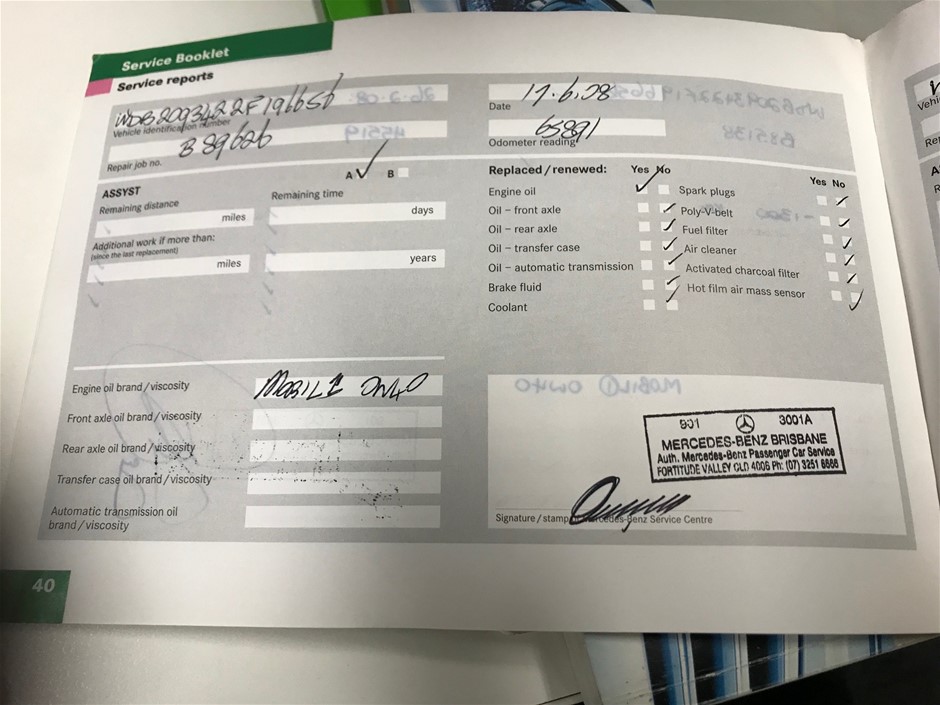 Service Booklet
Service reports
WDB2093422F191656
Vehicle identification number
B 89626
Repair job no.
17.6.08
Date
65891
Odometer reading
A ✓ B
ASSYST
Remaining distance
miles
Remaining time
days
Additional work if more than:
(since the last replacement)
miles
years
Replaced / renewed: Yes No
Engine oil
Oil – front axle
Oil – rear axle
Oil – transfer case
Oil – automatic transmission
Brake fluid
Coolant
Yes No
Spark plugs
Poly-V-belt
Fuel filter
Air cleaner
Activated charcoal filter
Hot film air mass sensor
Engine oil brand / viscosity
MOBIL 1 0W40
Front axle oil brand / viscosity
Rear axle oil brand / viscosity
Transfer case oil brand / viscosity
Automatic transmission oil
brand / viscosity
931 3001A
MERCEDES-BENZ BRISBANE
Auth. Mercedes-Benz Passenger Car Service
FORTITUDE VALLEY QLD 4006 Ph: (07) 3251 6666
Signature / stamp Mercedes-Benz Service Centre
40